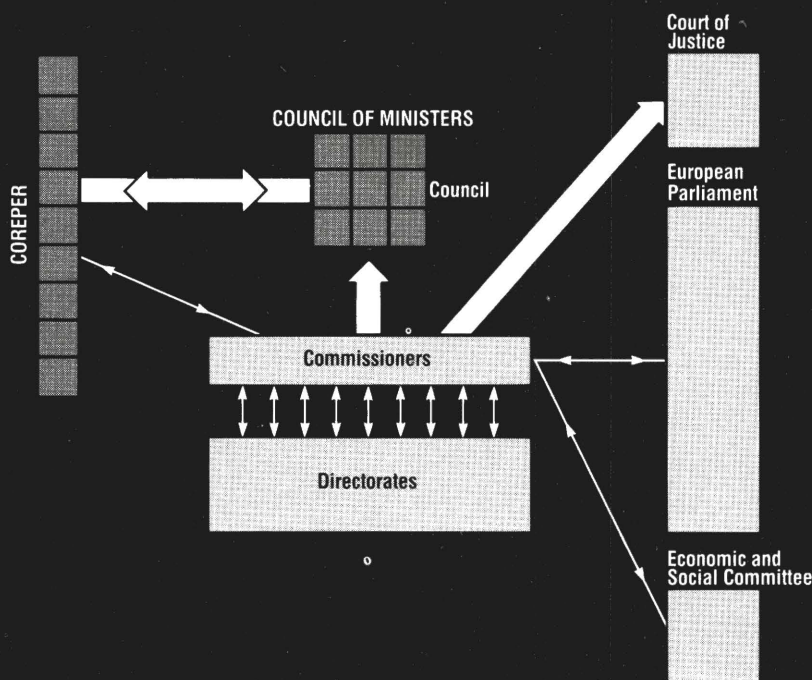 Court of
Justice
COUNCIL OF MINISTERS
European
Parliament
Council
COREPER
Commissioners
Directorates
Economic and
Social Committee